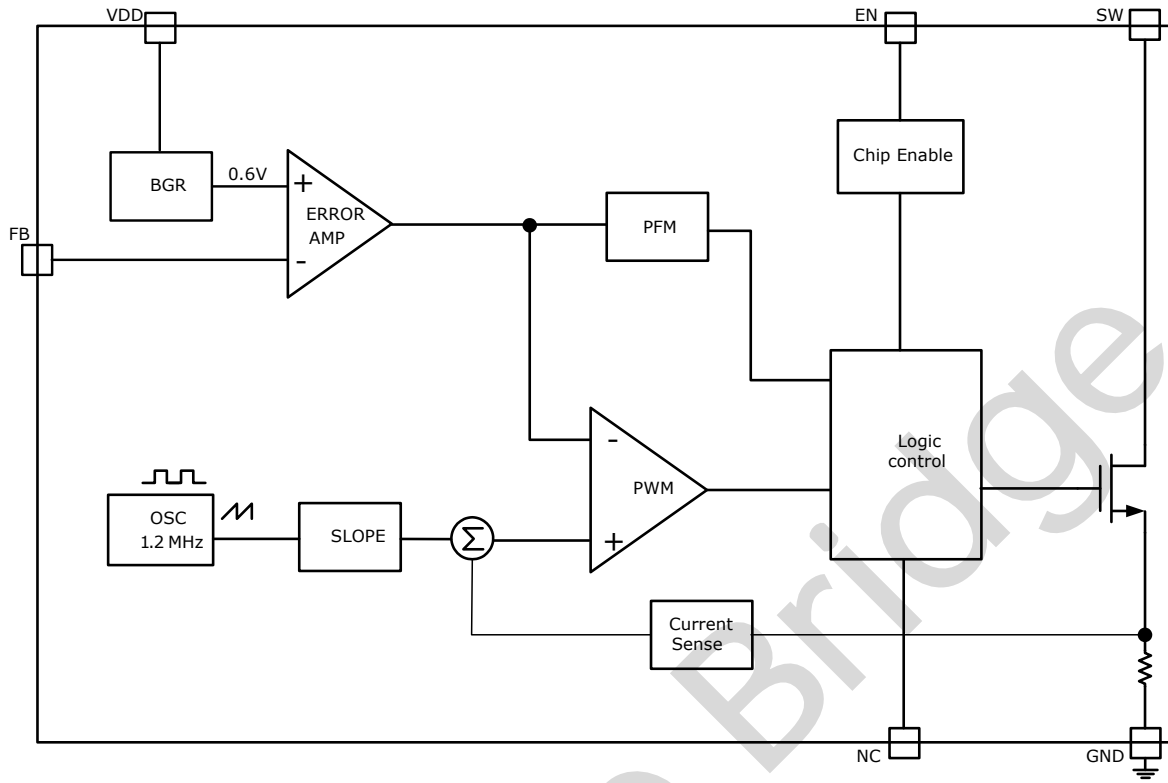 VDD
EN
SW
Chip Enable
BGR
0.6V
+
ERROR
AMP
-
FB
PFM
-
PWM
+
Logic
control
OSC
1.2 MHz
SLOPE
Σ
Current
Sense
NC
GND
Bridge